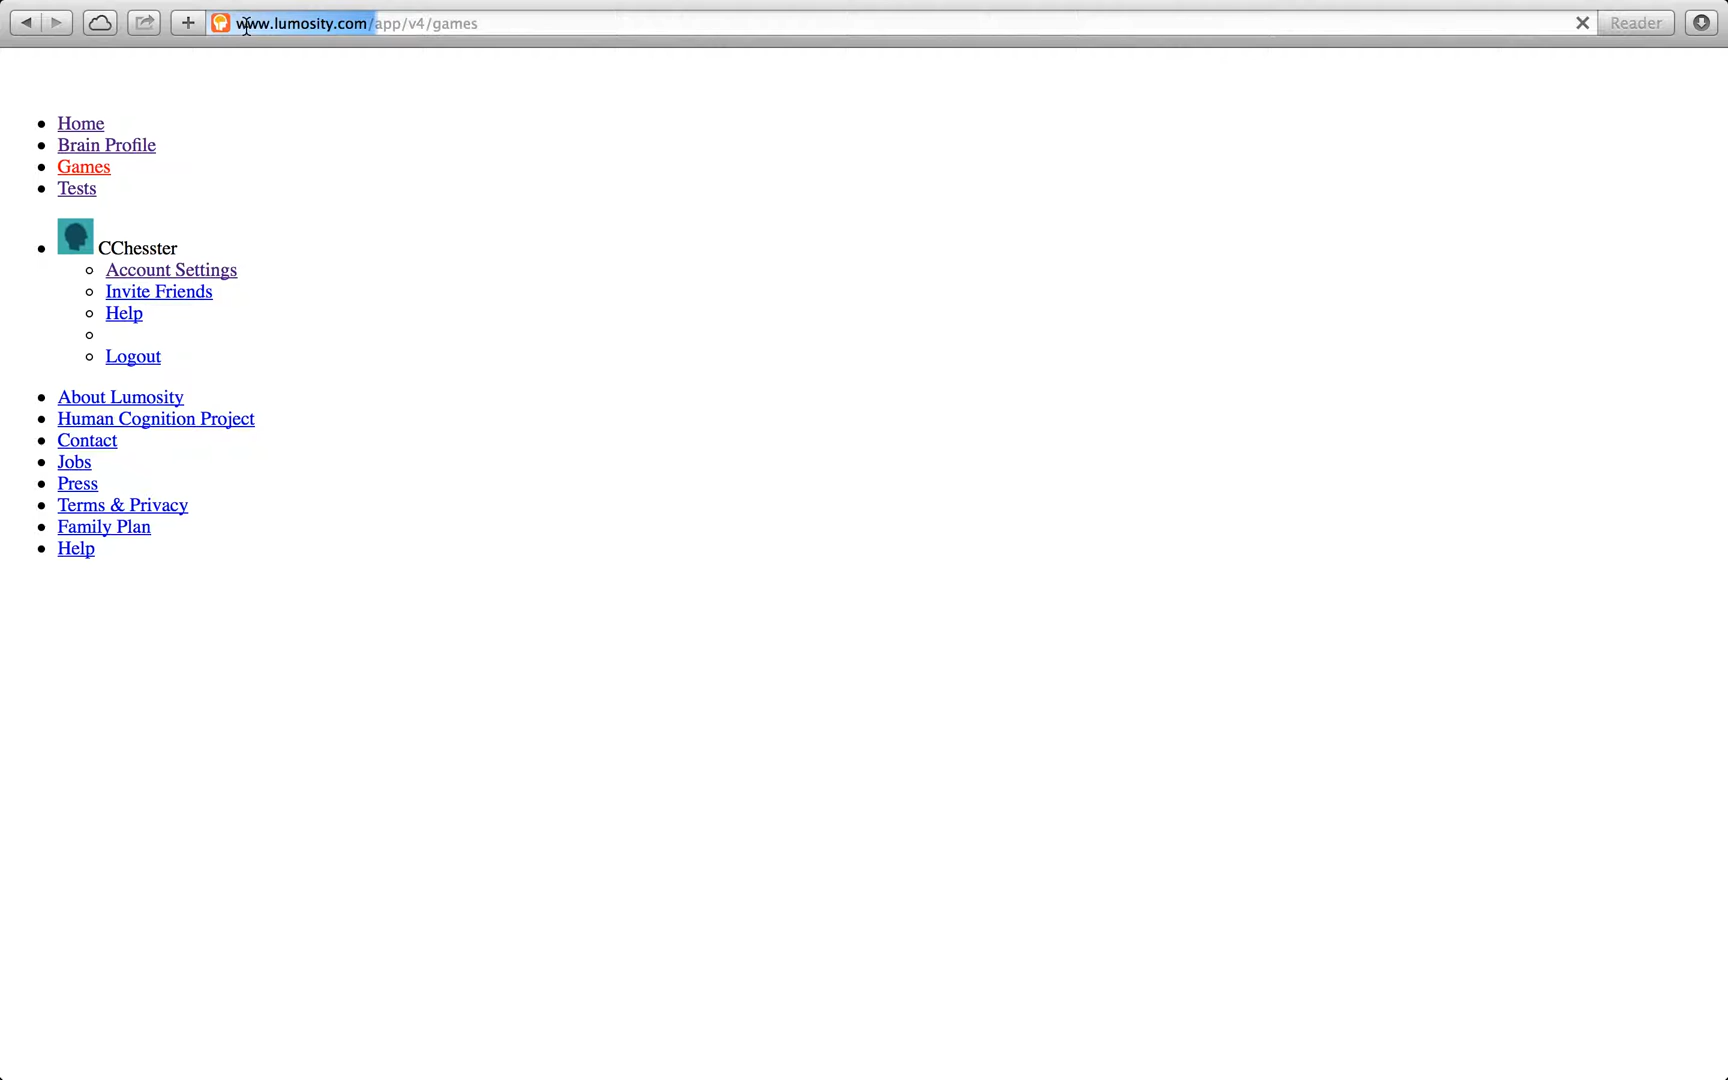 www.lumosity.com/app/v4/games
Reader
Home
Brain Profile
Games
Tests
CChesster
Account Settings
Invite Friends
Help
Logout
About Lumosity
Human Cognition Project
Contact
Jobs
Press
Terms & Privacy
Family Plan
Help